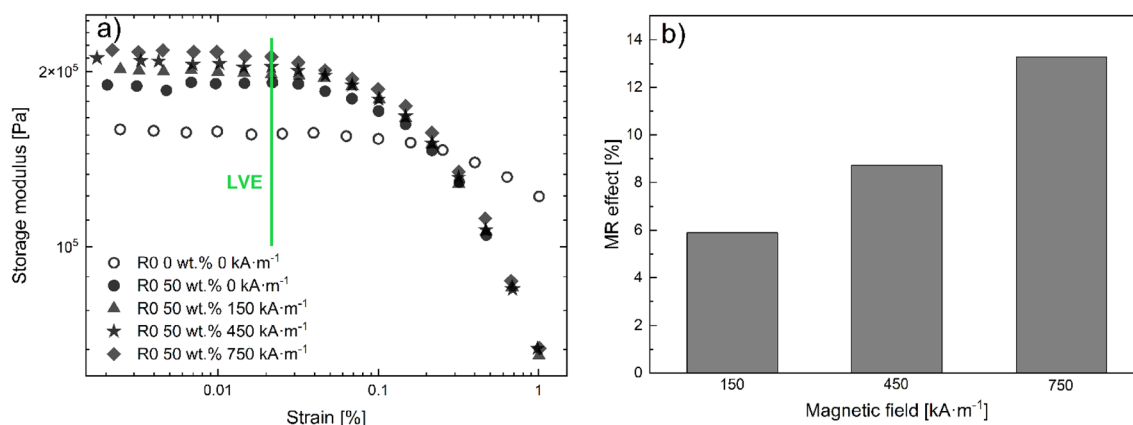 a)
Storage modulus [Pa]
2×10⁵
10⁵
LVE
R0 0 wt.% 0 kA·m⁻¹
R0 50 wt.% 0 kA·m⁻¹
R0 50 wt.% 150 kA·m⁻¹
R0 50 wt.% 450 kA·m⁻¹
R0 50 wt.% 750 kA·m⁻¹
0.01 0.1 1
Strain [%]
b)
MR effect [%]
14
12
10
8
6
4
2
0
150 450 750
Magnetic field [kA·m⁻¹]